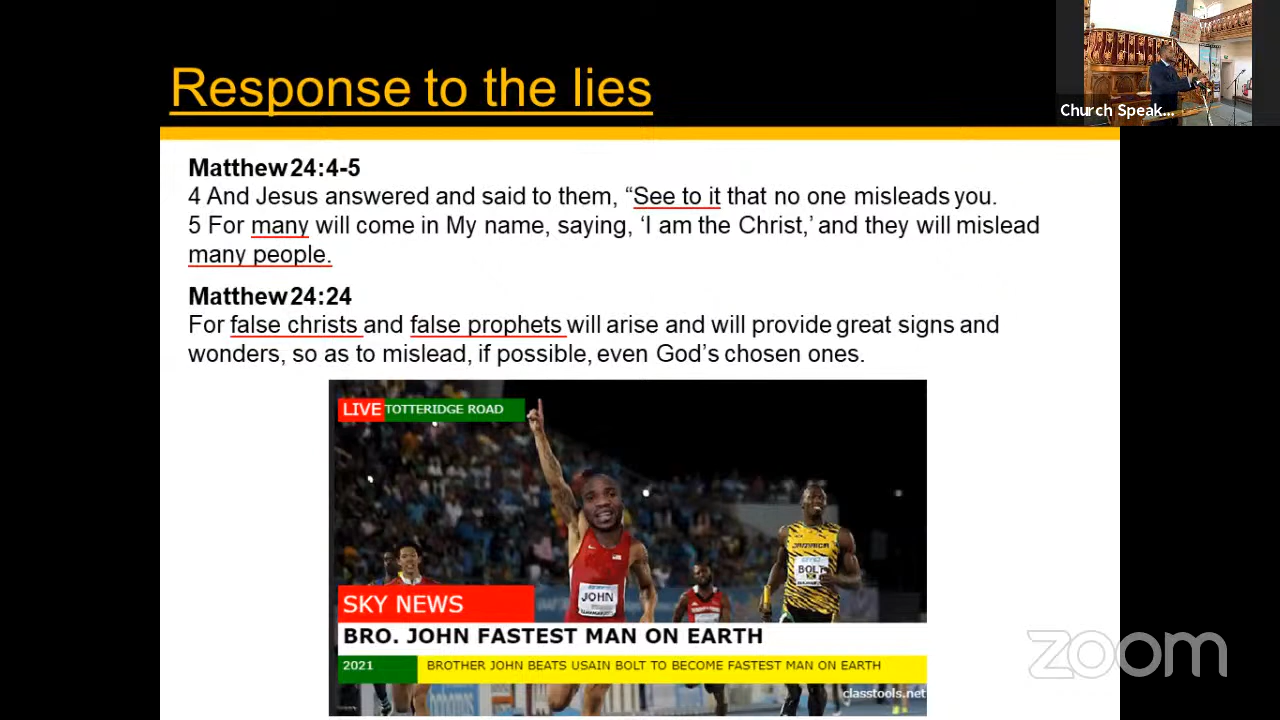 Response to the lies
Church Speak...
Matthew 24:4-5
4 And Jesus answered and said to them, “See to it that no one misleads you.
5 For many will come in My name, saying, ‘I am the Christ,’ and they will mislead
many people.
Matthew 24:24
For false christs and false prophets will arise and will provide great signs and
wonders, so as to mislead, if possible, even God’s chosen ones.
LIVE TOTTERIDGE ROAD
JAMAICA
BOLT
JOHN
SKY NEWS
BRO. JOHN FASTEST MAN ON EARTH
2021 BROTHER JOHN BEATS USAIN BOLT TO BECOME FASTEST MAN ON EARTH
classtools.net
zoom